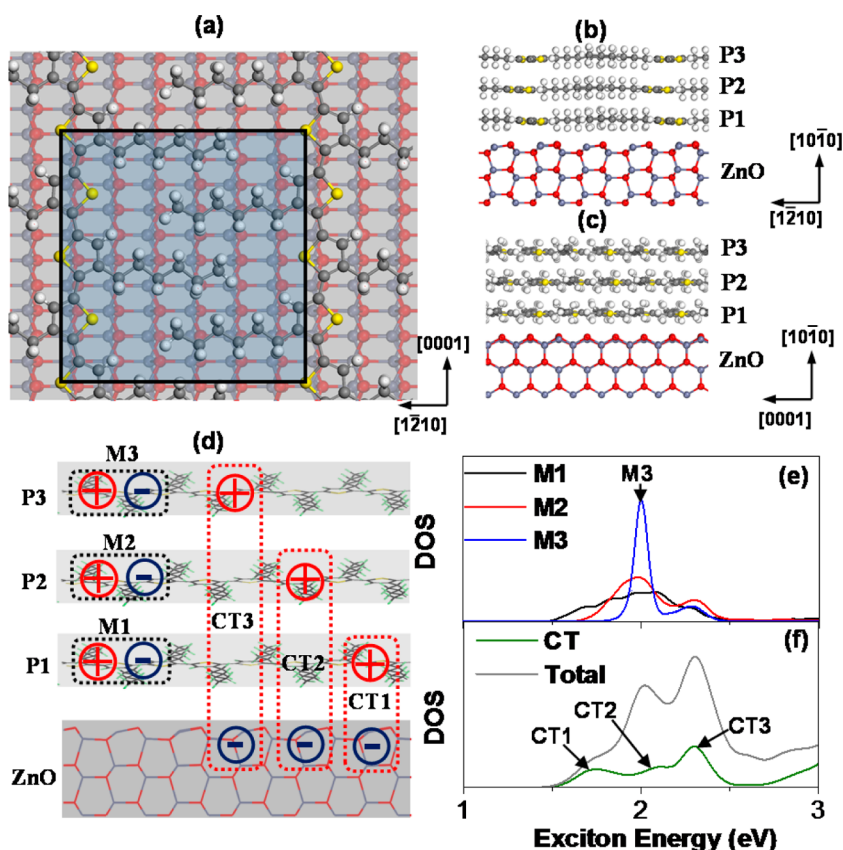 (a)
[0001]
[11̅210]
(b)
P3
P2
P1
ZnO
[101̅0]
[12̅10]
(c)
P3
P2
P1
ZnO
[101̅0]
[0001]
(d)
M3
P3
M2
P2
CT3
M1
CT2
P1
CT1
ZnO
(e)
M1
M2
M3
M3
DOS
(f)
CT
Total
CT1
CT2
CT3
DOS
1
2
3
Exciton Energy (eV)